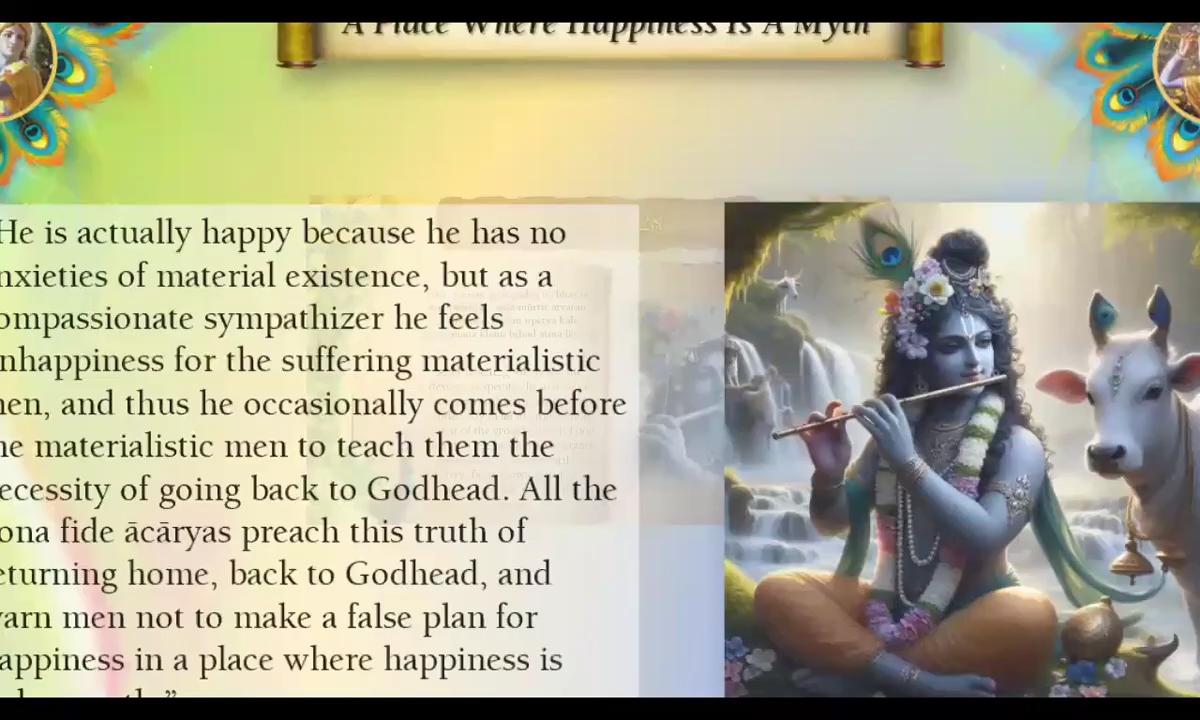 A Place Where Happiness Is A Myth
He is actually happy because he has no
nxieties of material existence, but as a
ompassionate sympathizer he feels
nhappiness for the suffering materialistic
en, and thus he occasionally comes before
he materialistic men to teach them the
ecessity of going back to Godhead. All the
ona fide ācāryas preach this truth of
eturning home, back to Godhead, and
arn men not to make a false plan for
appiness in a place where happiness is